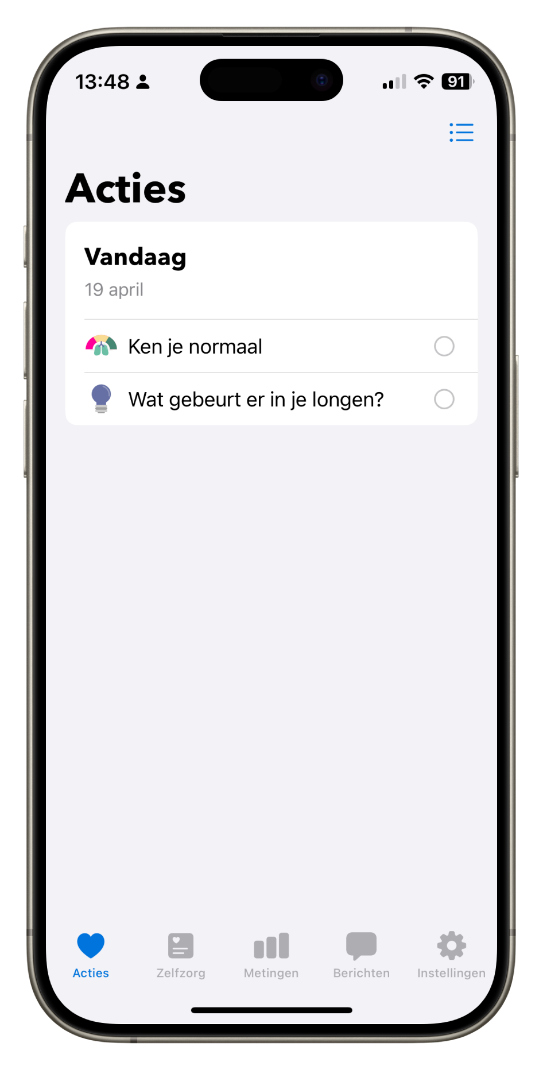 13:48
91
Acties
Vandaag
19 april
Ken je normaal
Wat gebeurt er in je longen?
Acties
Zelfzorg
Metingen
Berichten
Instellingen